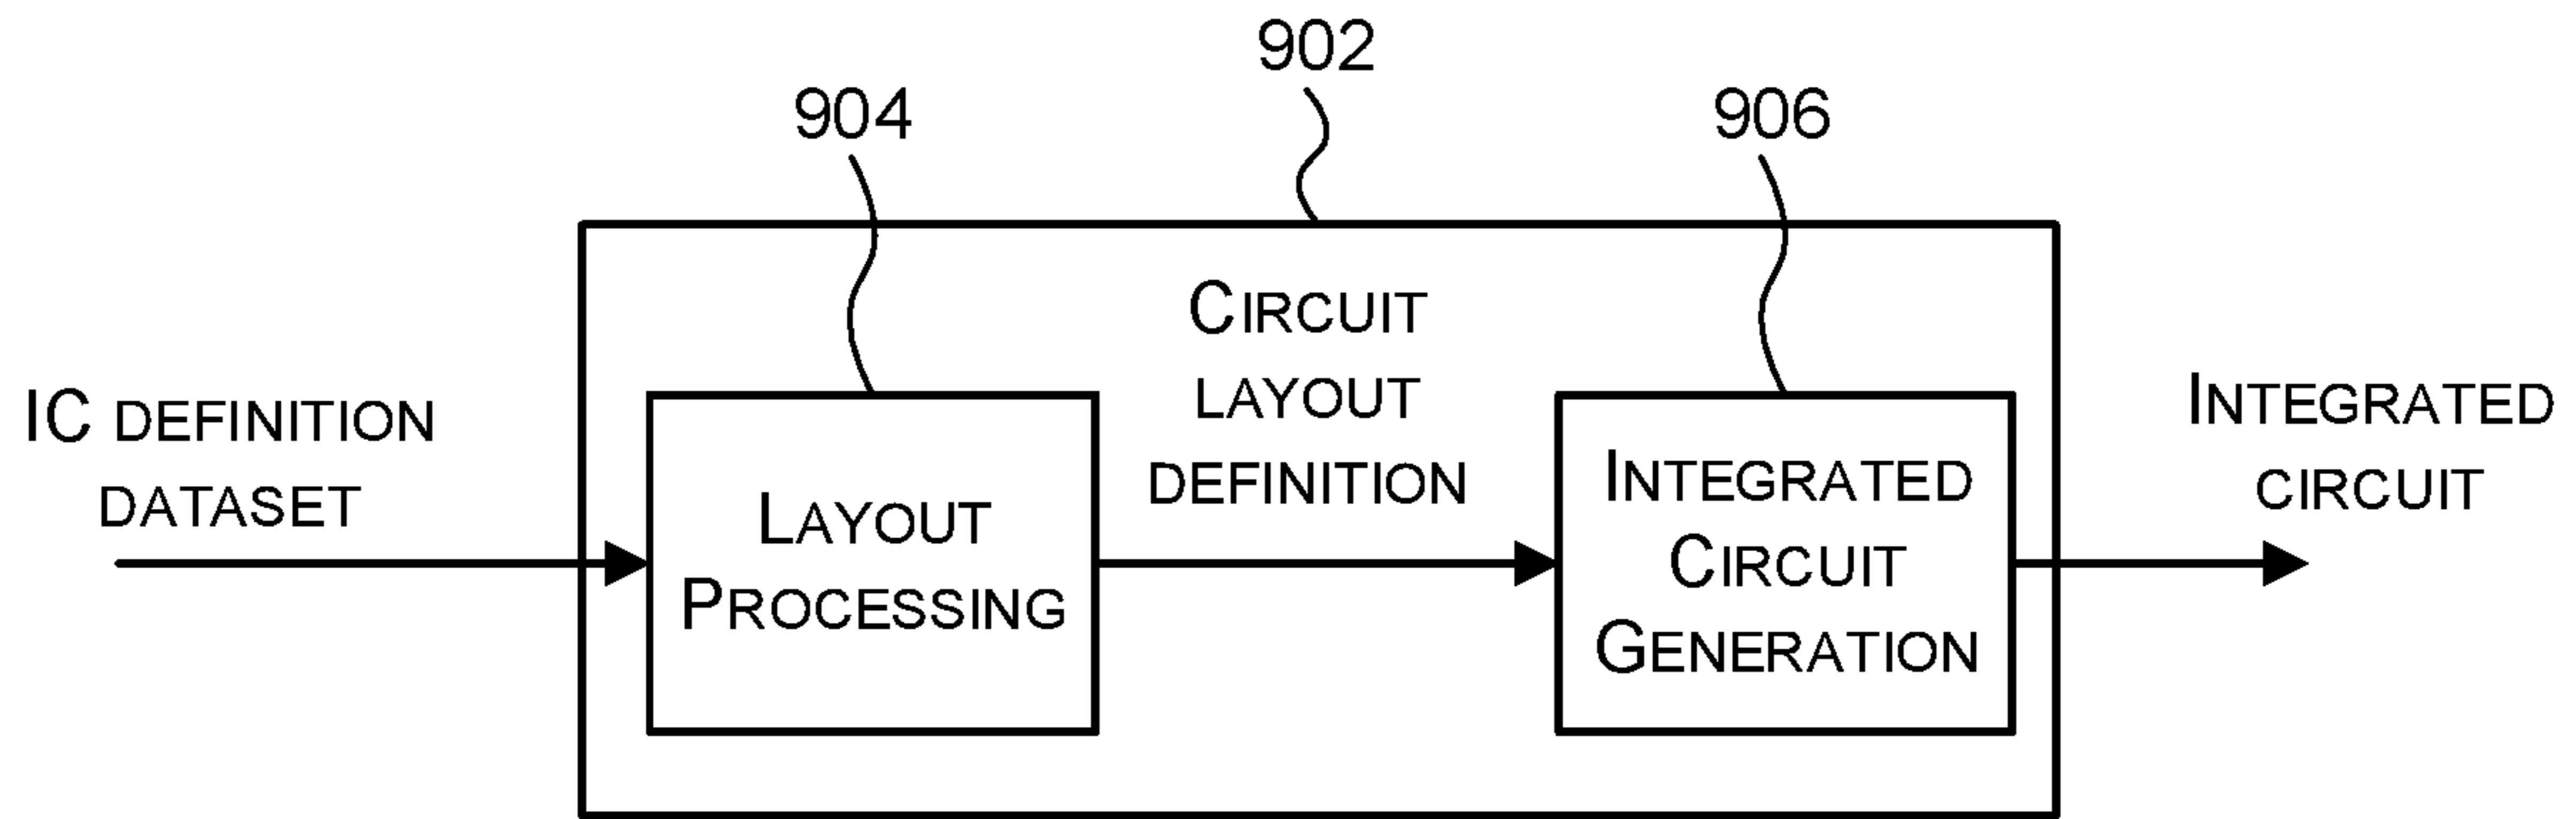 902
904
906
IC DEFINITION
DATASET
LAYOUT
PROCESSING
CIRCUIT
LAYOUT
DEFINITION
INTEGRATED
CIRCUIT
GENERATION
INTEGRATED
CIRCUIT